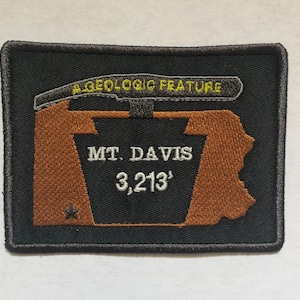 A GEOLOGIC FEATURE
MT. DAVIS
3,213'